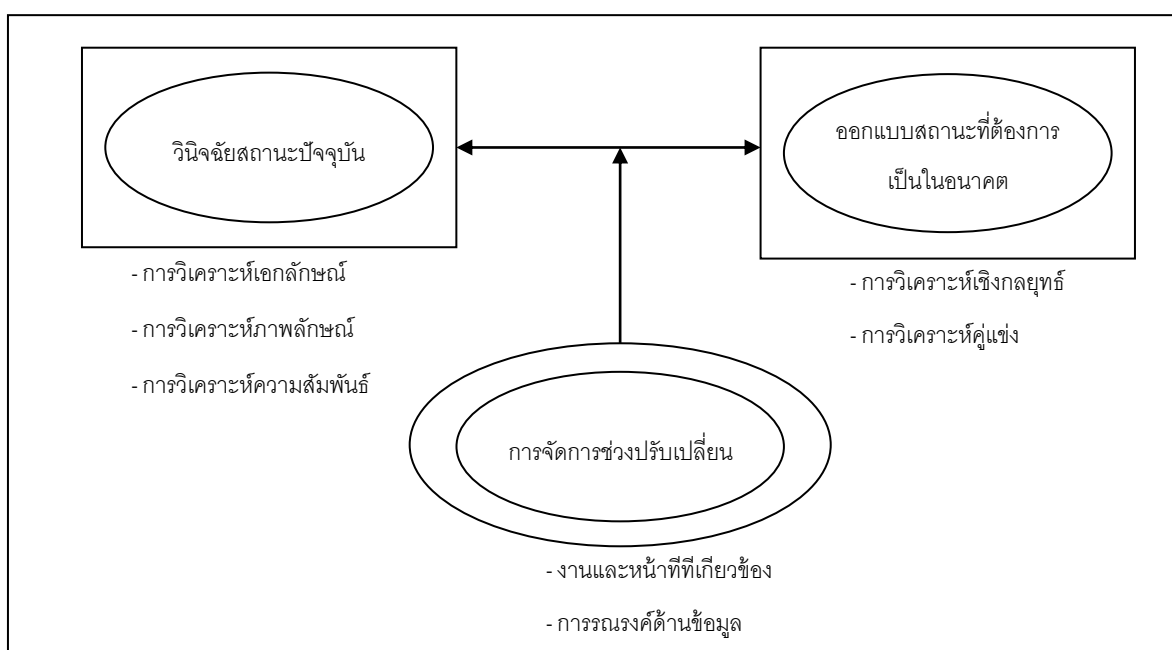 วินิจฉัยสถานะปัจจุบัน
ออกแบบสถานะที่ต้องการ
เป็นในอนาคต
- การวิเคราะห์เอกลักษณ์
- การวิเคราะห์ภาพลักษณ์
- การวิเคราะห์ความสัมพันธ์
- การวิเคราะห์เชิงกลยุทธ์
- การวิเคราะห์คู่แข่ง
การจัดการช่วงปรับเปลี่ยน
- งานและหน้าทีทีเกียวข้อง
- การรณรงค์ด้านข้อมูล